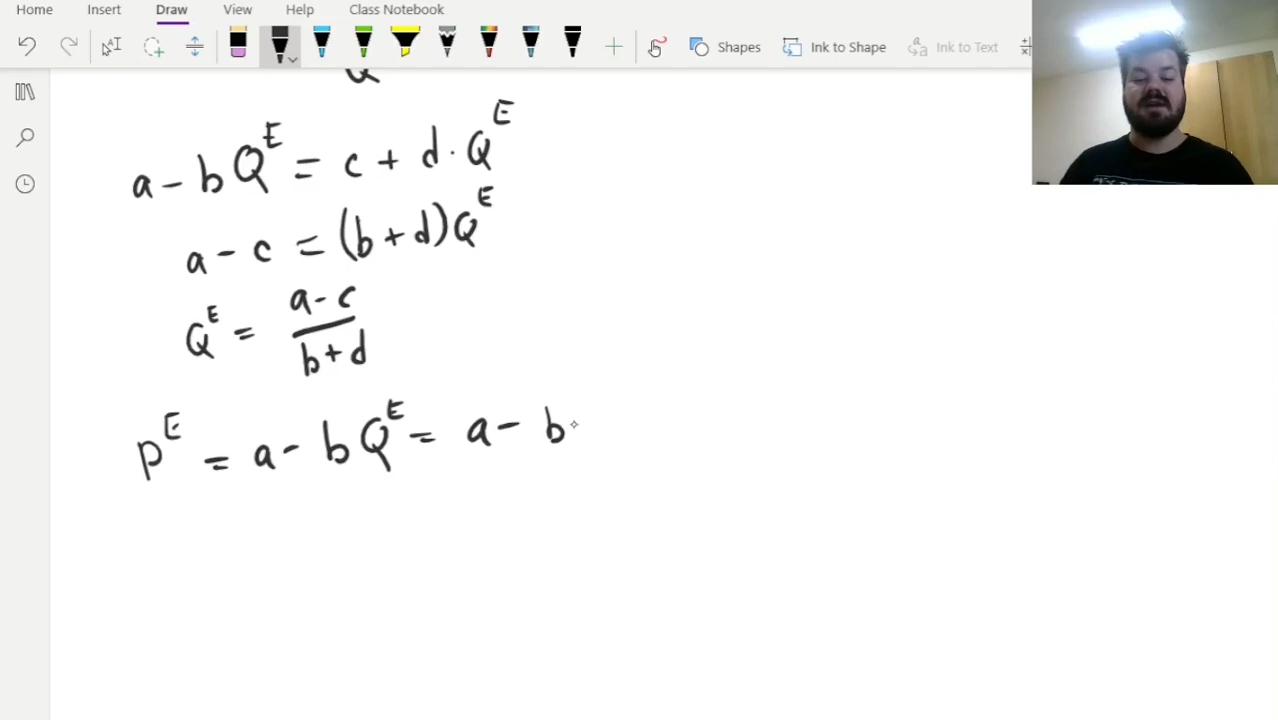 Home Insert Draw View Help Class Notebook
Shapes Ink to Shape Ink to Text
Q
a - bQ^E = c + d · Q^E
a - c = (b + d)Q^E
Q^E = a - c / b + d
P^E = a - bQ^E = a - b